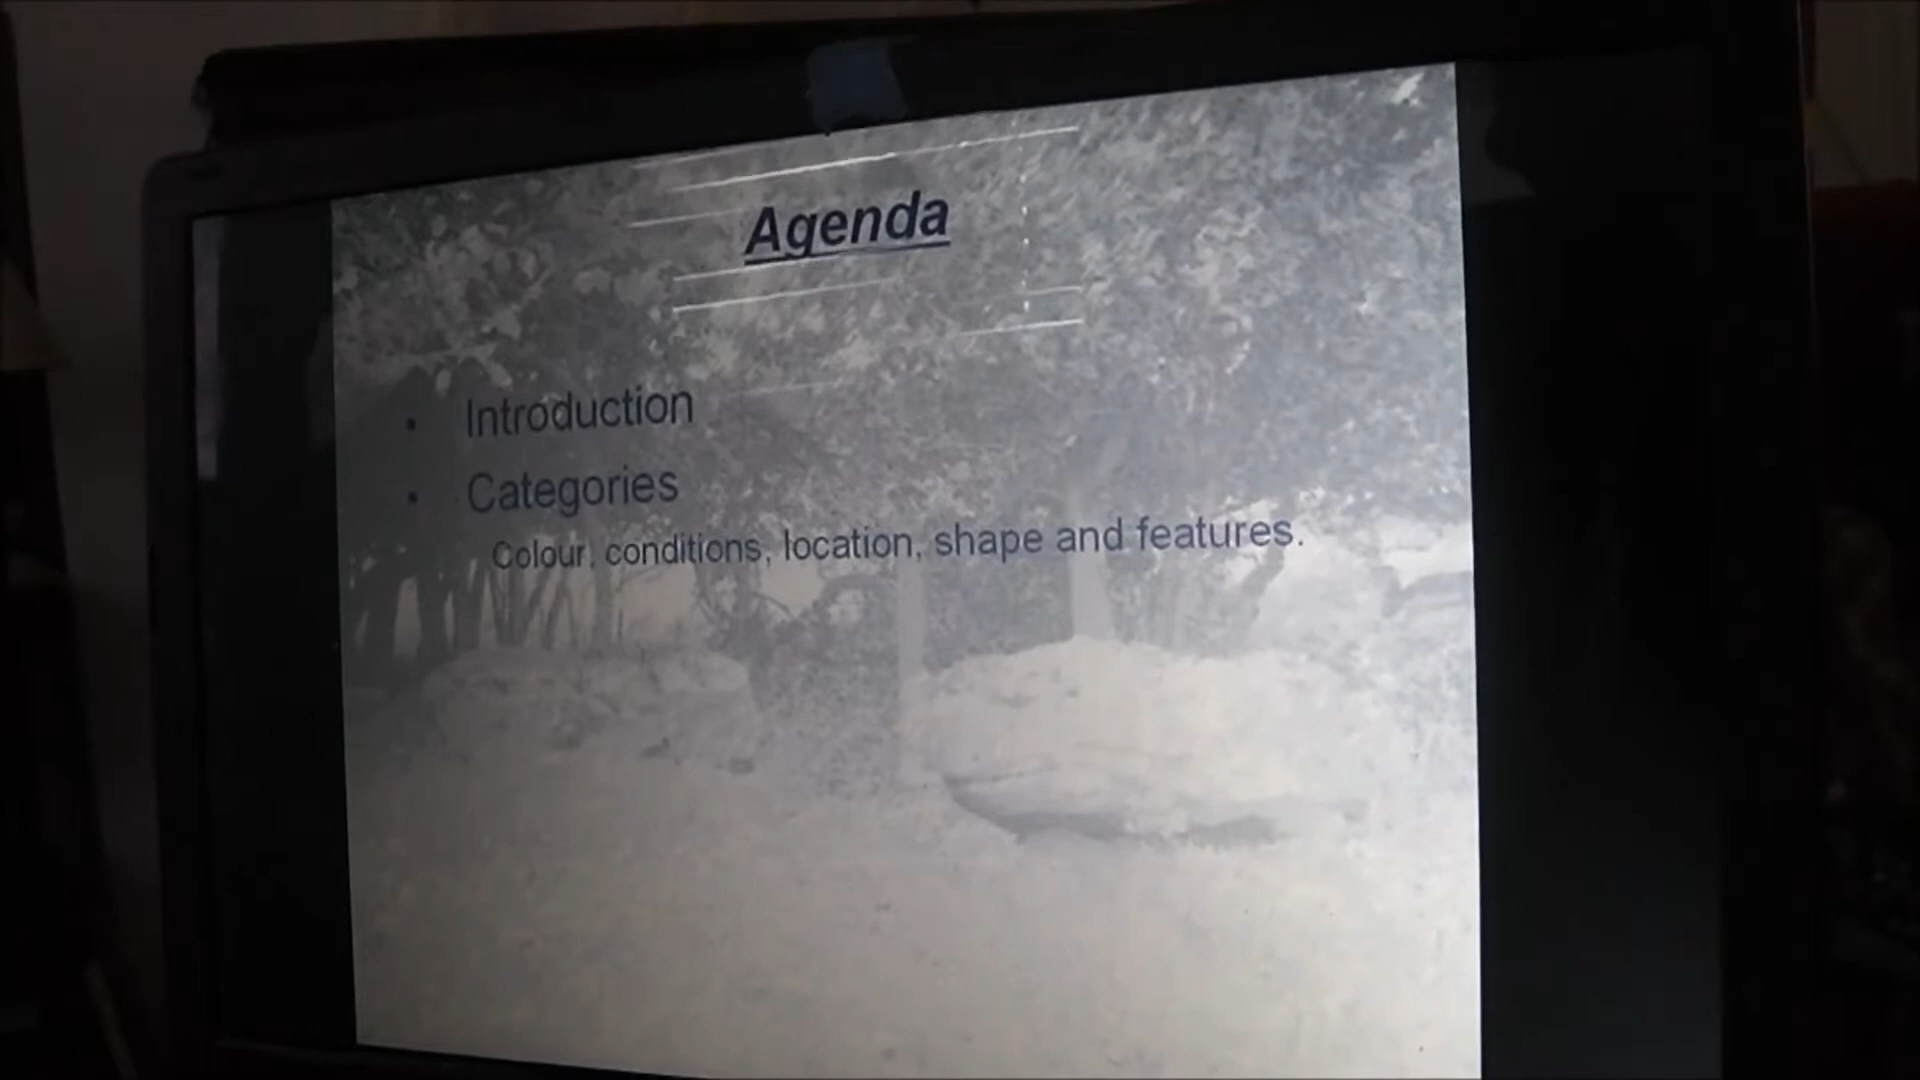 Agenda
Introduction
Categories
Colour, conditions, location, shape and features.